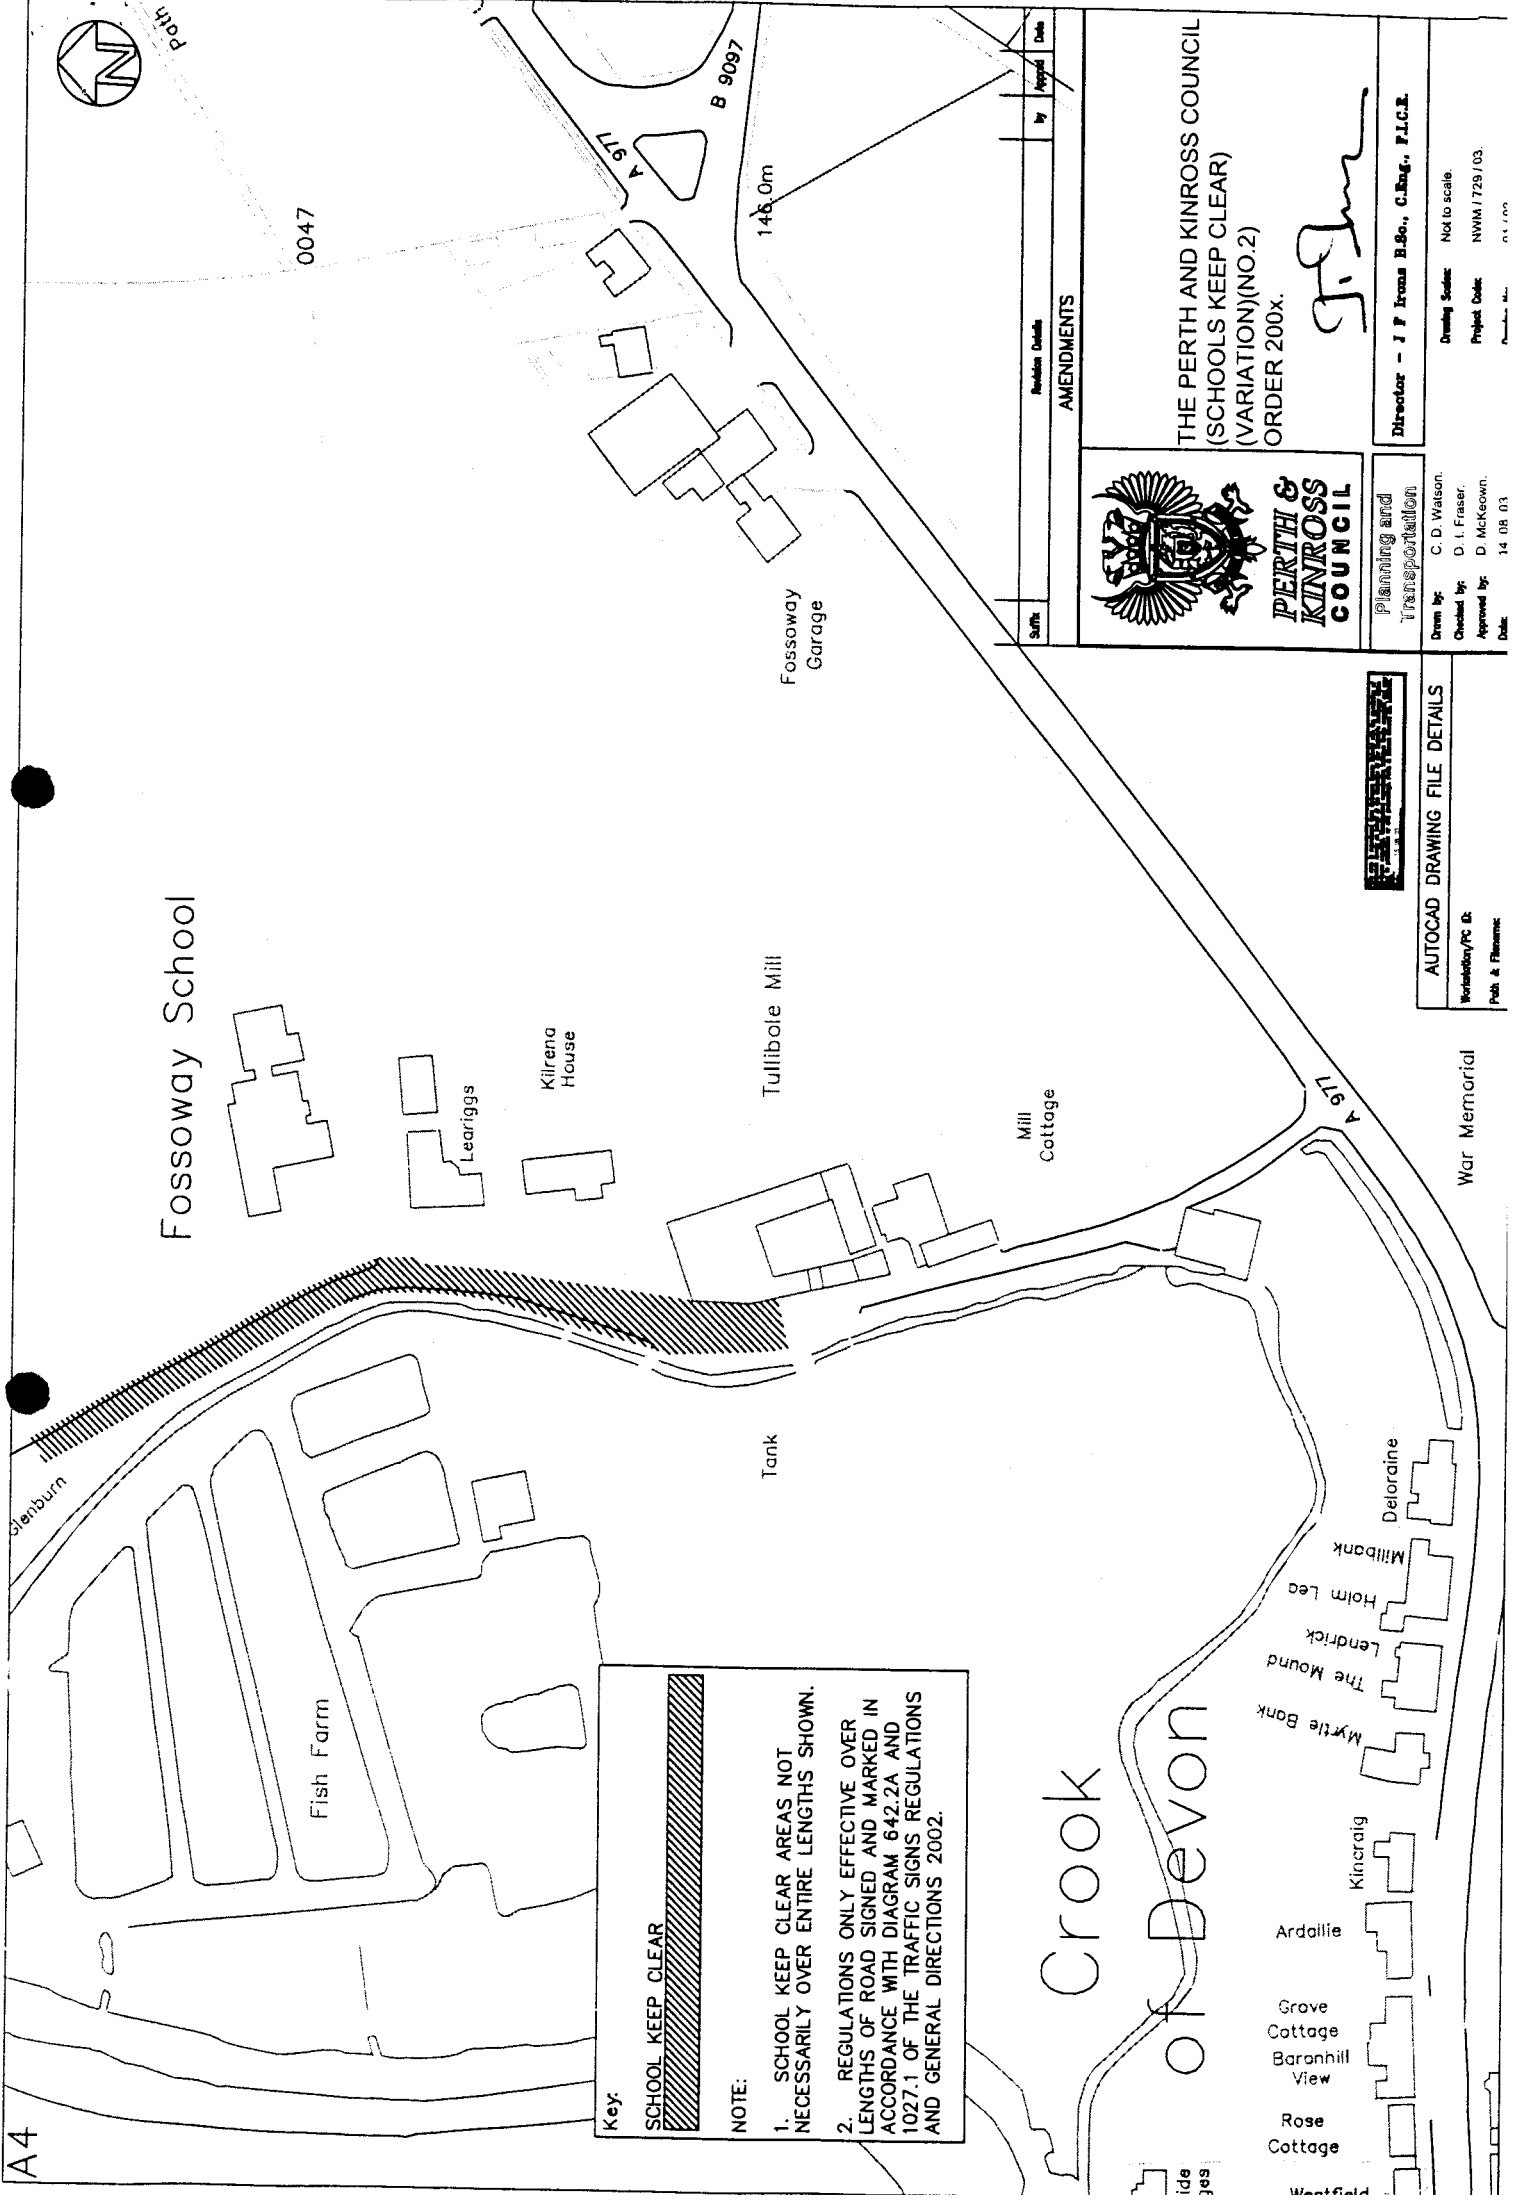 A4
Path
0047
A 977
B 9097
146.0m
Fossoway
Garage
Fossoway School
Leariggs
Kilrena
House
Tullibole Mill
Mill
Cottage
A 977
War Memorial
Glenburn
Fish Farm
Tank
Crook
of Devon
Deloraine
Millbank
Holm Lea
Lendrick
The Mound
Myrtle Bank
Kincraig
Ardallie
Grove
Cottage
Baronhill
View
Rose
Cottage
Westfield
Key:
SCHOOL KEEP CLEAR
NOTE:
1. SCHOOL KEEP CLEAR AREAS NOT
NECESSARILY OVER ENTIRE LENGTHS SHOWN.
2. REGULATIONS ONLY EFFECTIVE OVER
LENGTHS OF ROAD SIGNED AND MARKED IN
ACCORDANCE WITH DIAGRAM 642.2A AND
1027.1 OF THE TRAFFIC SIGNS REGULATIONS
AND GENERAL DIRECTIONS 2002.
Suffix Revision Details by Apprpd Date
AMENDMENTS
PERTH &
KINROSS
COUNCIL
THE PERTH AND KINROSS COUNCIL
(SCHOOLS KEEP CLEAR)
(VARIATION)(NO.2)
ORDER 200x.
Planning and
Transportation
Director - J F Irons B.Sc., C.Eng., F.I.C.E.
Drawn by: C. D. Watson.
Checked by: D. I. Fraser.
Approved by: D. McKeown.
Date: 14 08 03
Drawing Scales: Not to scale.
Project Code: NWM / 729 / 03.
AUTOCAD DRAWING FILE DETAILS
Workstation/PC ID:
Path & Filename: